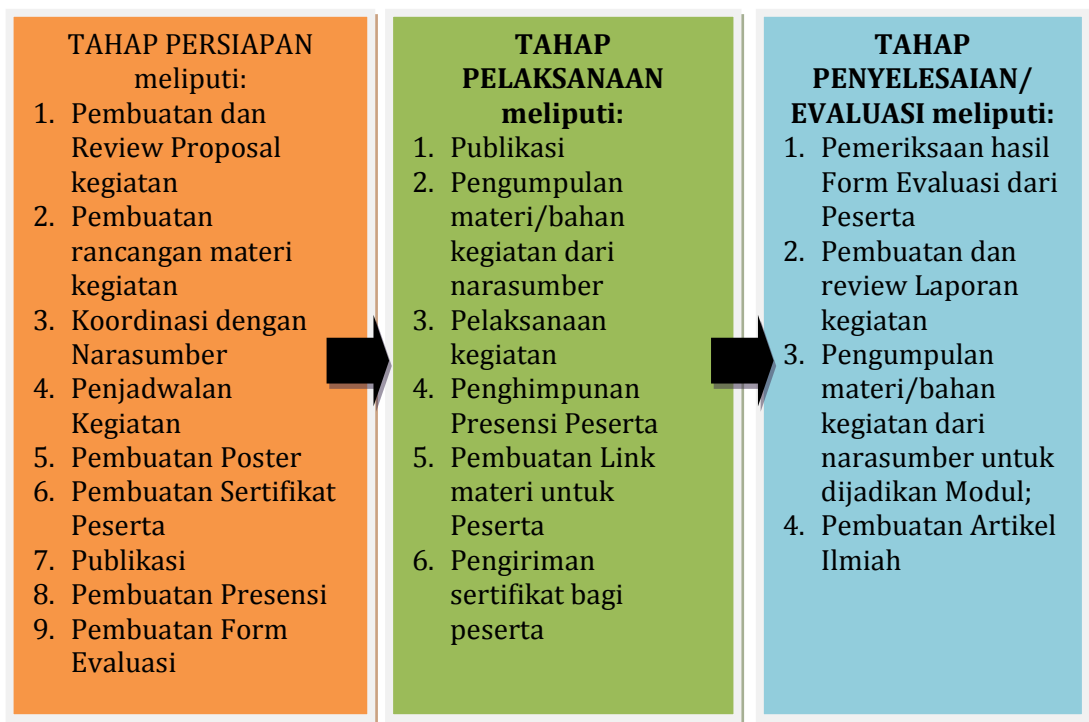 TAHAP PERSIAPAN
meliputi:
1. Pembuatan dan
Review Proposal
kegiatan
2. Pembuatan
rancangan materi
kegiatan
3. Koordinasi dengan
Narasumber
4. Penjadwalan
Kegiatan
5. Pembuatan Poster
6. Pembuatan Sertifikat
Peserta
7. Publikasi
8. Pembuatan Presensi
9. Pembuatan Form
Evaluasi
TAHAP
PELAKSANAAN
meliputi:
1. Publikasi
2. Pengumpulan
materi/bahan
kegiatan dari
narasumber
3. Pelaksanaan
kegiatan
4. Penghimpunan
Presensi Peserta
5. Pembuatan Link
materi untuk
Peserta
6. Pengiriman
sertifikat bagi
peserta
TAHAP
PENYELESAIAN/
EVALUASI meliputi:
1. Pemeriksaan hasil
Form Evaluasi dari
Peserta
2. Pembuatan dan
review Laporan
kegiatan
3. Pengumpulan
materi/bahan
kegiatan dari
narasumber untuk
dijadikan Modul;
4. Pembuatan Artikel
Ilmiah